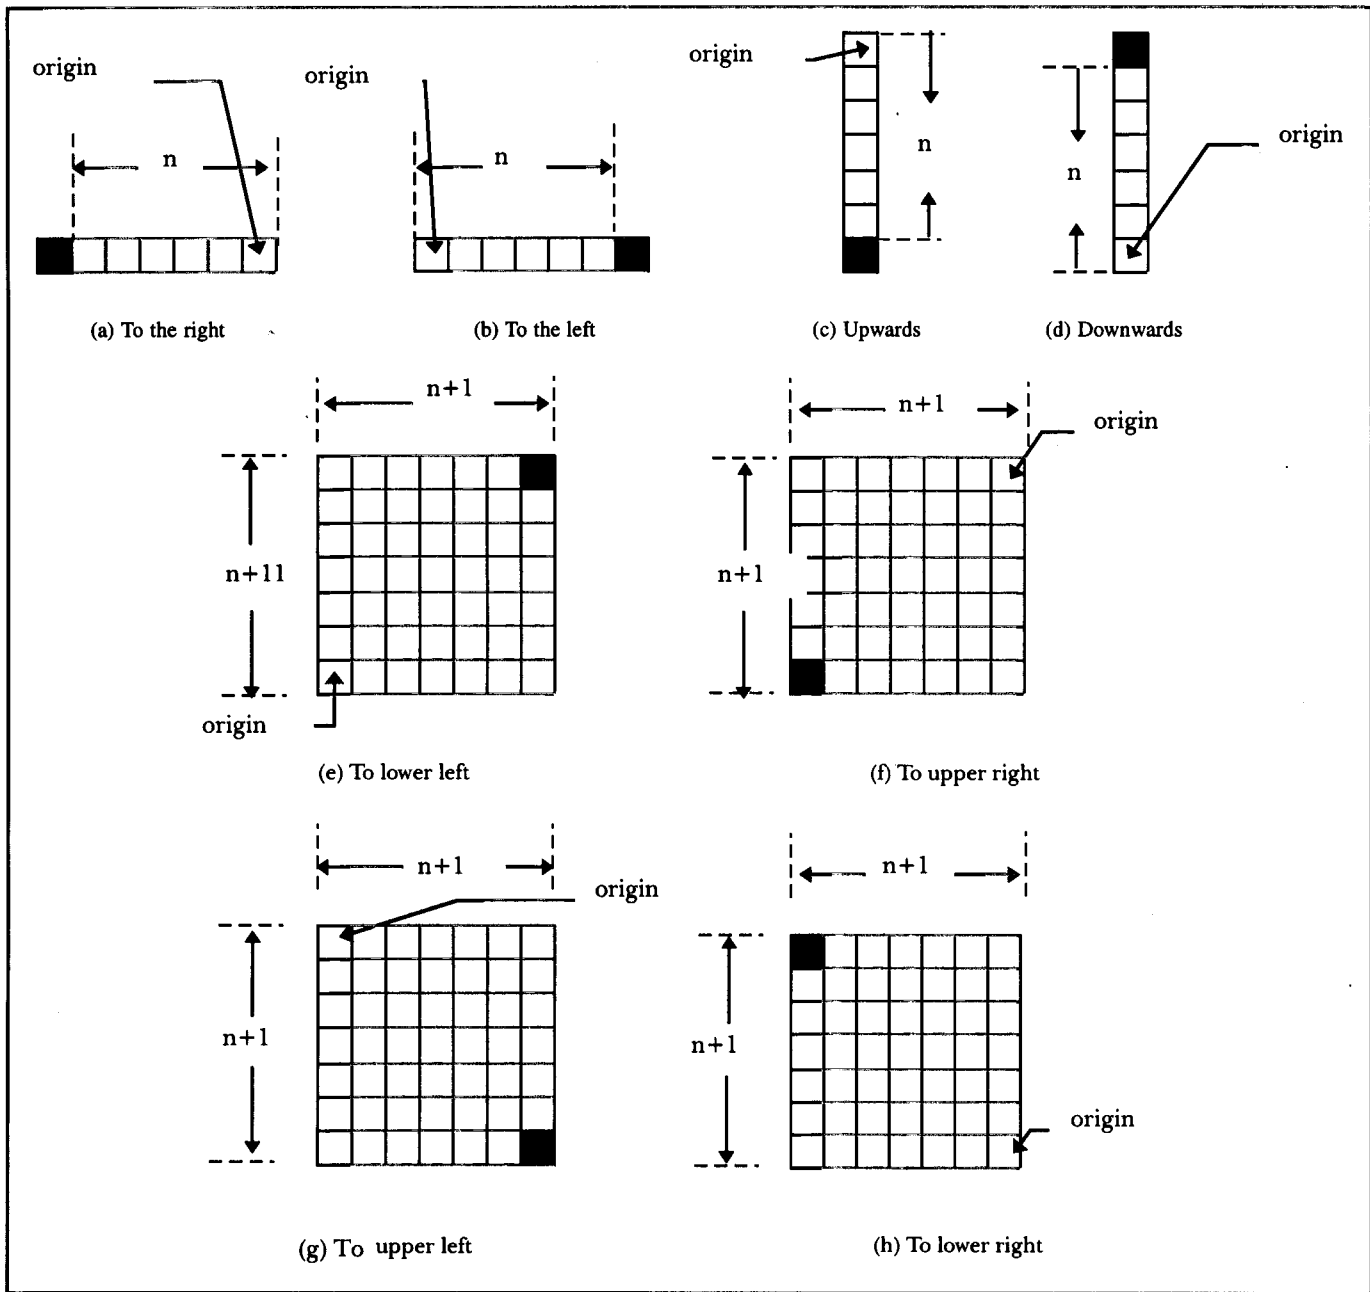 origin
origin
origin
origin
n
n
n
n
(a) To the right
(b) To the left
(c) Upwards
(d) Downwards
n+1
n+1
origin
n+11
n+1
origin
(e) To lower left
(f) To upper right
n+1
n+1
origin
n+1
n+1
origin
(g) To upper left
(h) To lower right